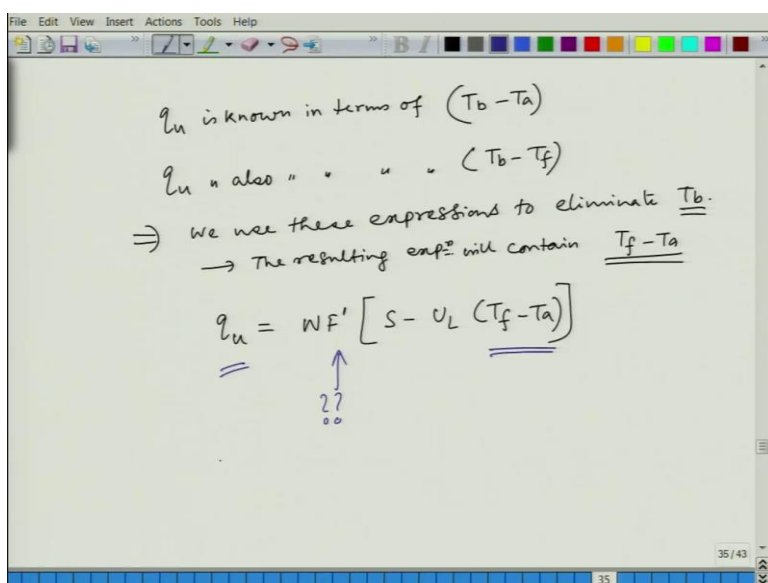 File Edit View Insert Actions Tools Help
B I
qu is known in terms of (Tb - Ta)
qu " also " " " " (Tb - Tf)
⇒ we use these expressions to eliminate Tb.
→ The resulting expn will contain Tf - Ta
qu = WF' [S - UL (Tf - Ta)]
??
35/43
35